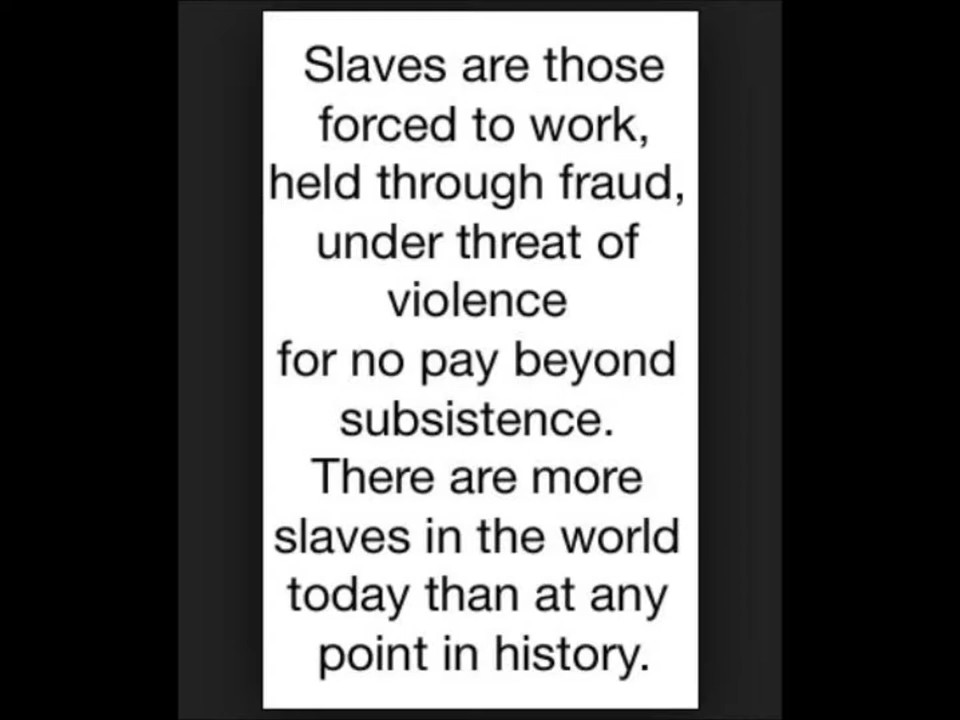 Slaves are those
forced to work,
held through fraud,
under threat of
violence
for no pay beyond
subsistence.
There are more
slaves in the world
today than at any
point in history.